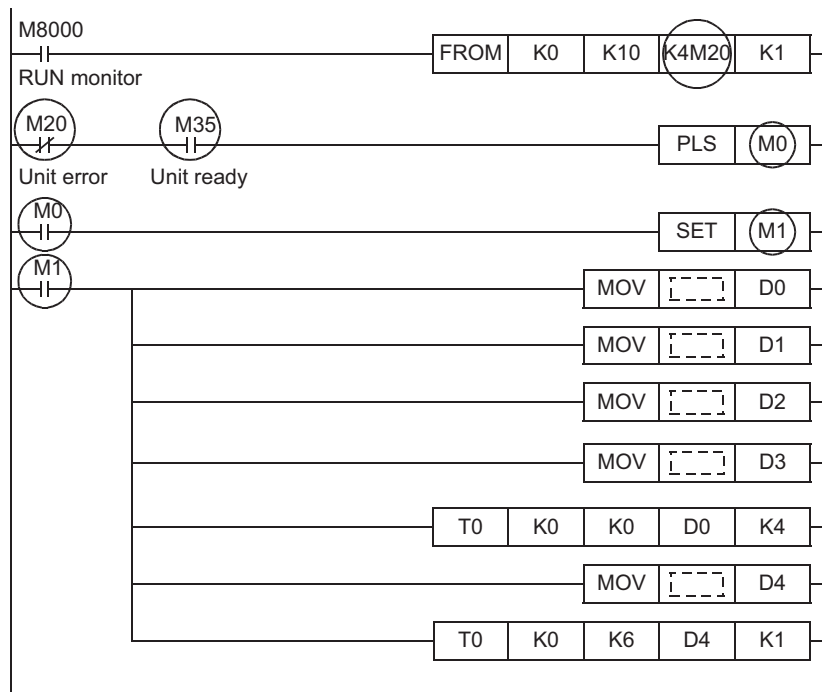 M8000
FROM K0 K10 K4M20 K1
RUN monitor
M20 M35
PLS M0
Unit error Unit ready
M0
SET M1
M1
MOV D0
MOV D1
MOV D2
MOV D3
T0 K0 K0 D0 K4
MOV D4
T0 K0 K6 D4 K1